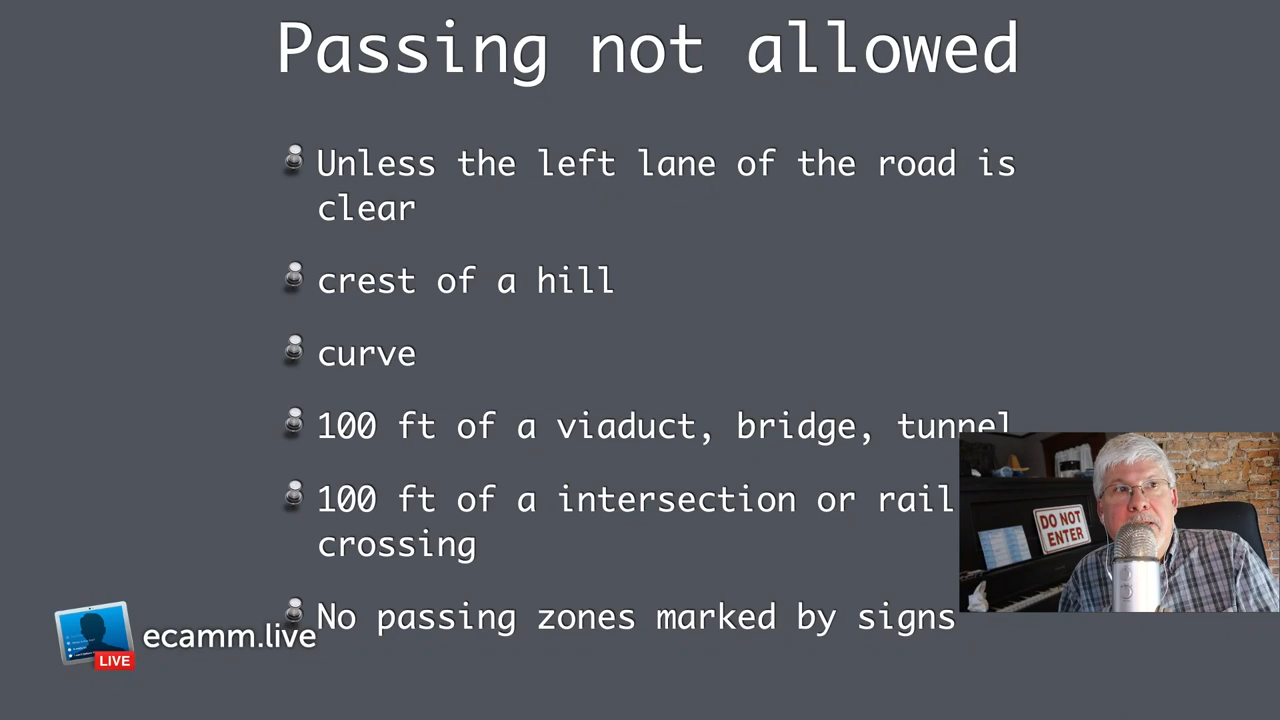 Passing not allowed
Unless the left lane of the road is
clear
crest of a hill
curve
100 ft of a viaduct, bridge, tunnel
100 ft of a intersection or rail
crossing
No passing zones marked by signs
DO NOT
ENTER
ecamm.live
LIVE